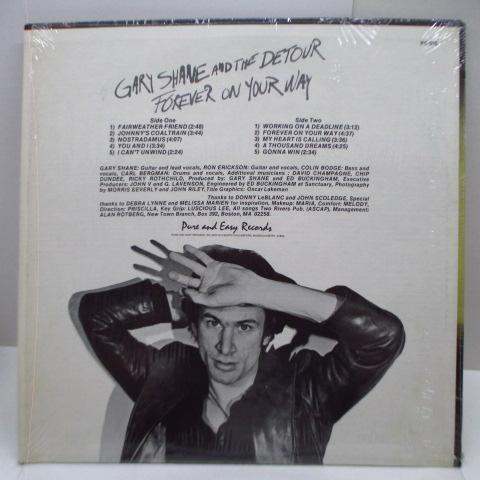 GARY SHANE AND THE DETOUR
FOREVER ON YOUR WAY
Side One
1) FAIRWEATHER FRIEND (2:48)
2) JOHNNY'S COALTRAIN (3:44)
3) NOSTRADAMUS (4:07)
4) YOU AND I (3:34)
5) I CAN'T UNWIND (2:24)
Side Two
1) WORKING ON A DEADLINE (3:12)
2) FOREVER ON YOUR WAY (4:37)
3) MY HEART IS CALLING (3:36)
4) A THOUSAND DREAMS (4:25)
5) GONNA WIN (2:34)
GARY SHANE: Guitar and lead vocals, RON ERICKSON: Guitar and vocals, COLIN BODGE: Bass and
vocals, CARL BERGMAN: Drums and vocals, Additional musicians: DAVID CHAMPAGNE, CHIP
DUNDEE, RICKY ROTHCHILD, Produced by: GARY SHANE and ED BUCKINGHAM, Executive
Producers: JOHN V and G. LAVENSON, Engineered by ED BUCKINGHAM at Sanctuary, Photography
by MORRIS SEVERLY and JOHN RILEY, Title Graphics: Oscar Lakeman
Thanks to DONNY LeBLANC and JOHN SCOLEDGE, Special
thanks to DEBRA LYNNE and MELISSA MARIEN for inspiration, Makeup: MARIA, Comfort: MELODY,
Direction: PRISCILLA, Key Grip: LUSCIOUS LEE, All songs Two Rivers Pub. (ASCAP), Management:
ALAN ROTBERG, New Town Branch, Box 392, Boston, MA 02258.
Pure and Easy Records